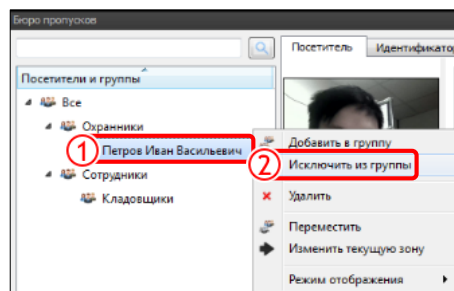 Бюро пропусков
Посетитель
Посетители и группы
Все
Охранники
1 Петров Иван Васильевич
Сотрудники
Кладовщики
Добавить в группу
2 Исключить из группы
Удалить
Переместить
Изменить текущую зону
Режим отображения